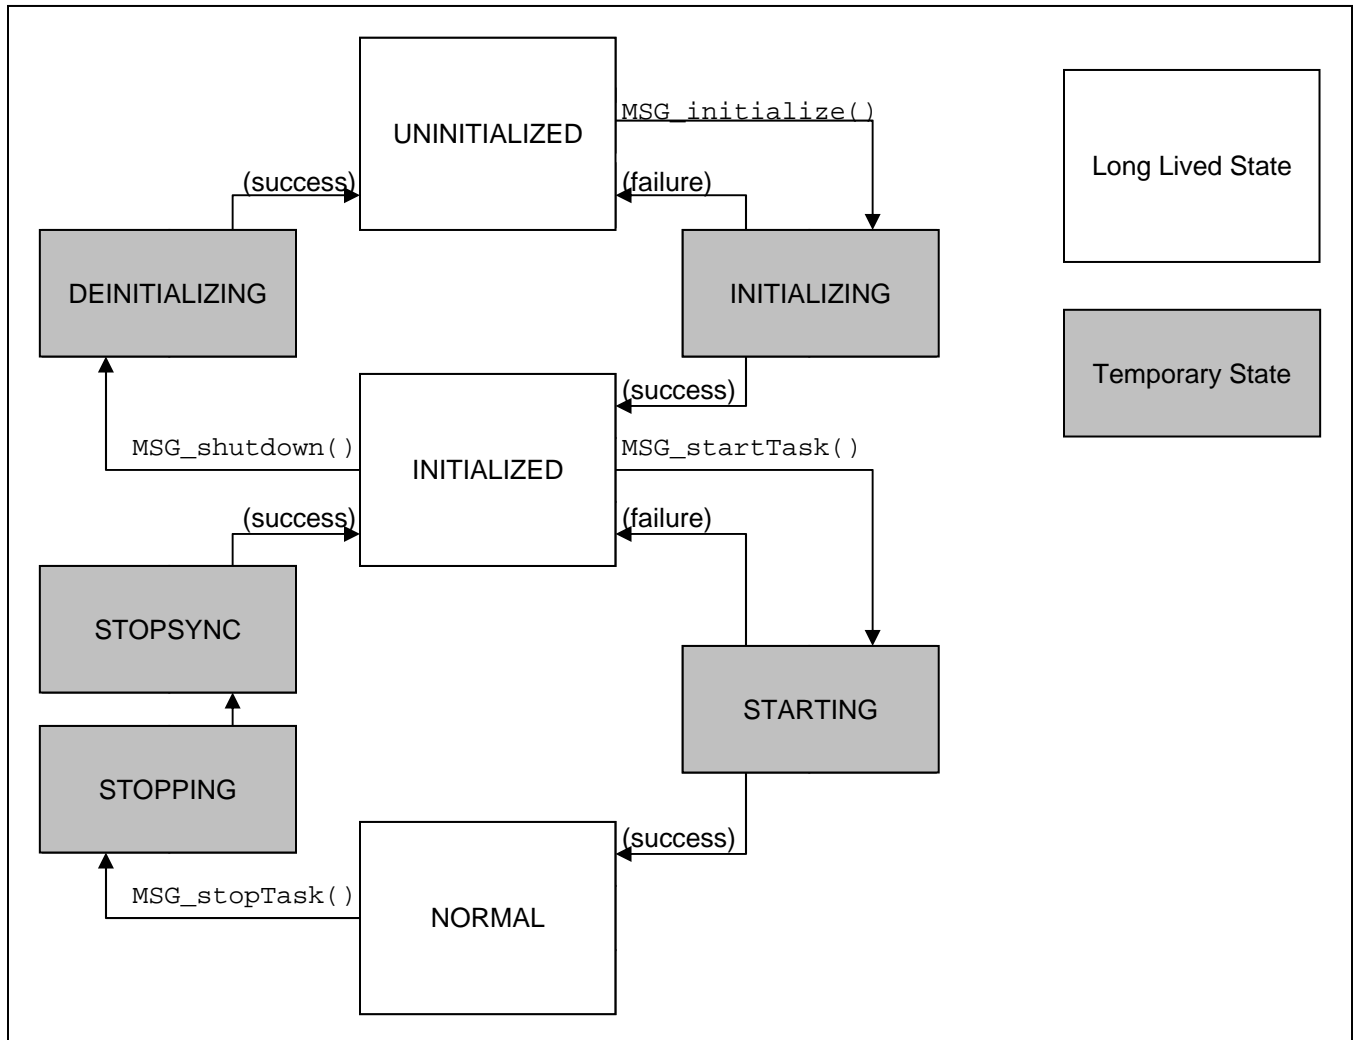 UNINITIALIZED
MSG_initialize()
Long Lived State
(success)
(failure)
DEINITIALIZING
INITIALIZING
Temporary State
(success)
MSG_shutdown()
INITIALIZED
MSG_startTask()
(success)
(failure)
STOPSYNC
STARTING
STOPPING
(success)
MSG_stopTask()
NORMAL